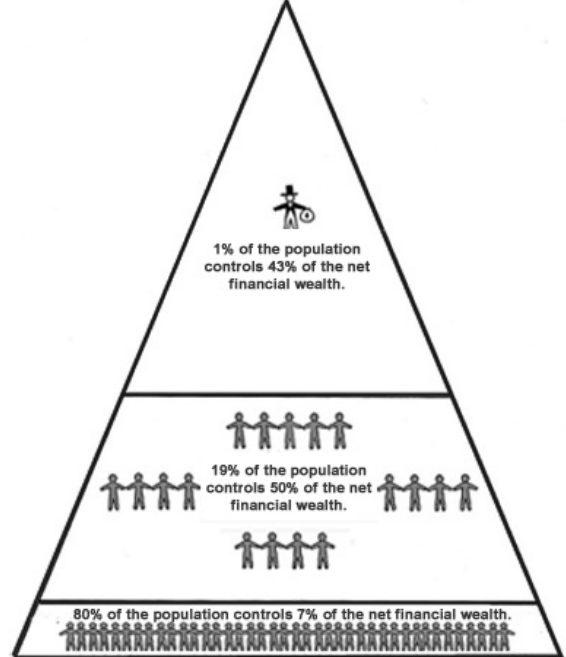 1% of the population
controls 43% of the net
financial wealth.
19% of the population
controls 50% of the net
financial wealth.
80% of the population controls 7% of the net financial wealth.